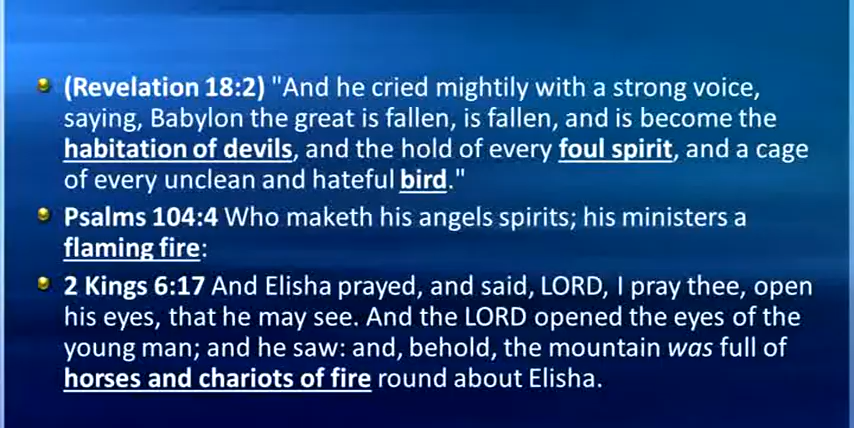 (Revelation 18:2) "And he cried mightily with a strong voice,
saying, Babylon the great is fallen, is fallen, and is become the
habitation of devils, and the hold of every foul spirit, and a cage
of every unclean and hateful bird."
Psalms 104:4 Who maketh his angels spirits; his ministers a
flaming fire:
2 Kings 6:17 And Elisha prayed, and said, LORD, I pray thee, open
his eyes, that he may see. And the LORD opened the eyes of the
young man; and he saw: and, behold, the mountain was full of
horses and chariots of fire round about Elisha.